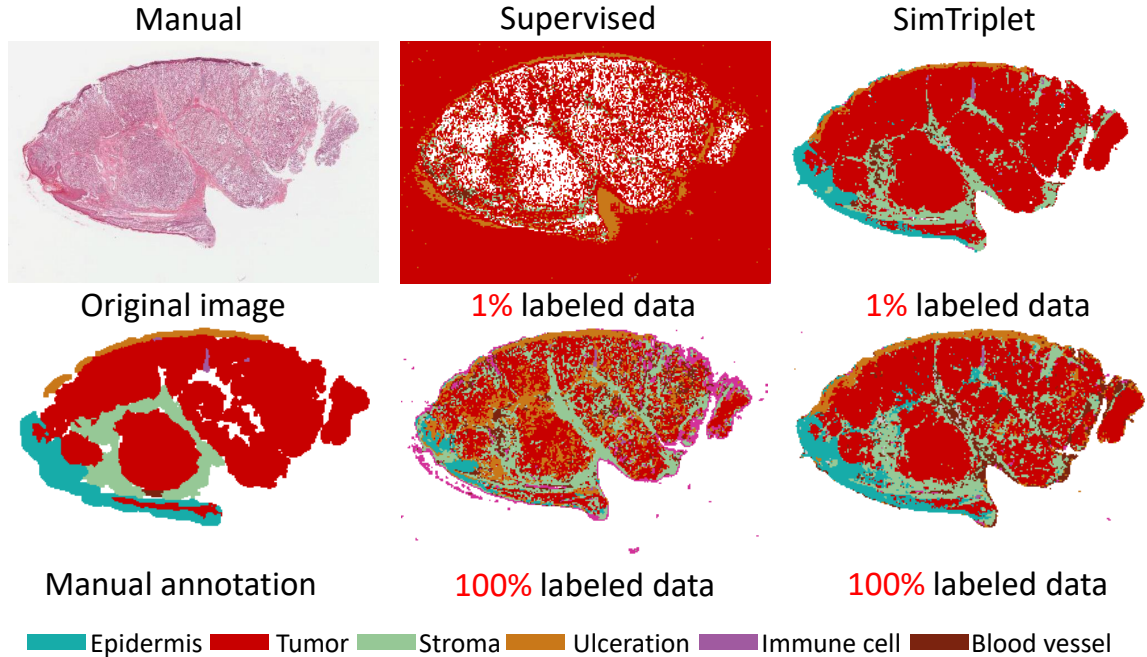 Manual Supervised SimTriplet
Original image 1% labeled data 1% labeled data
Manual annotation 100% labeled data 100% labeled data
Epidermis Tumor Stroma Ulceration Immune cell Blood vessel